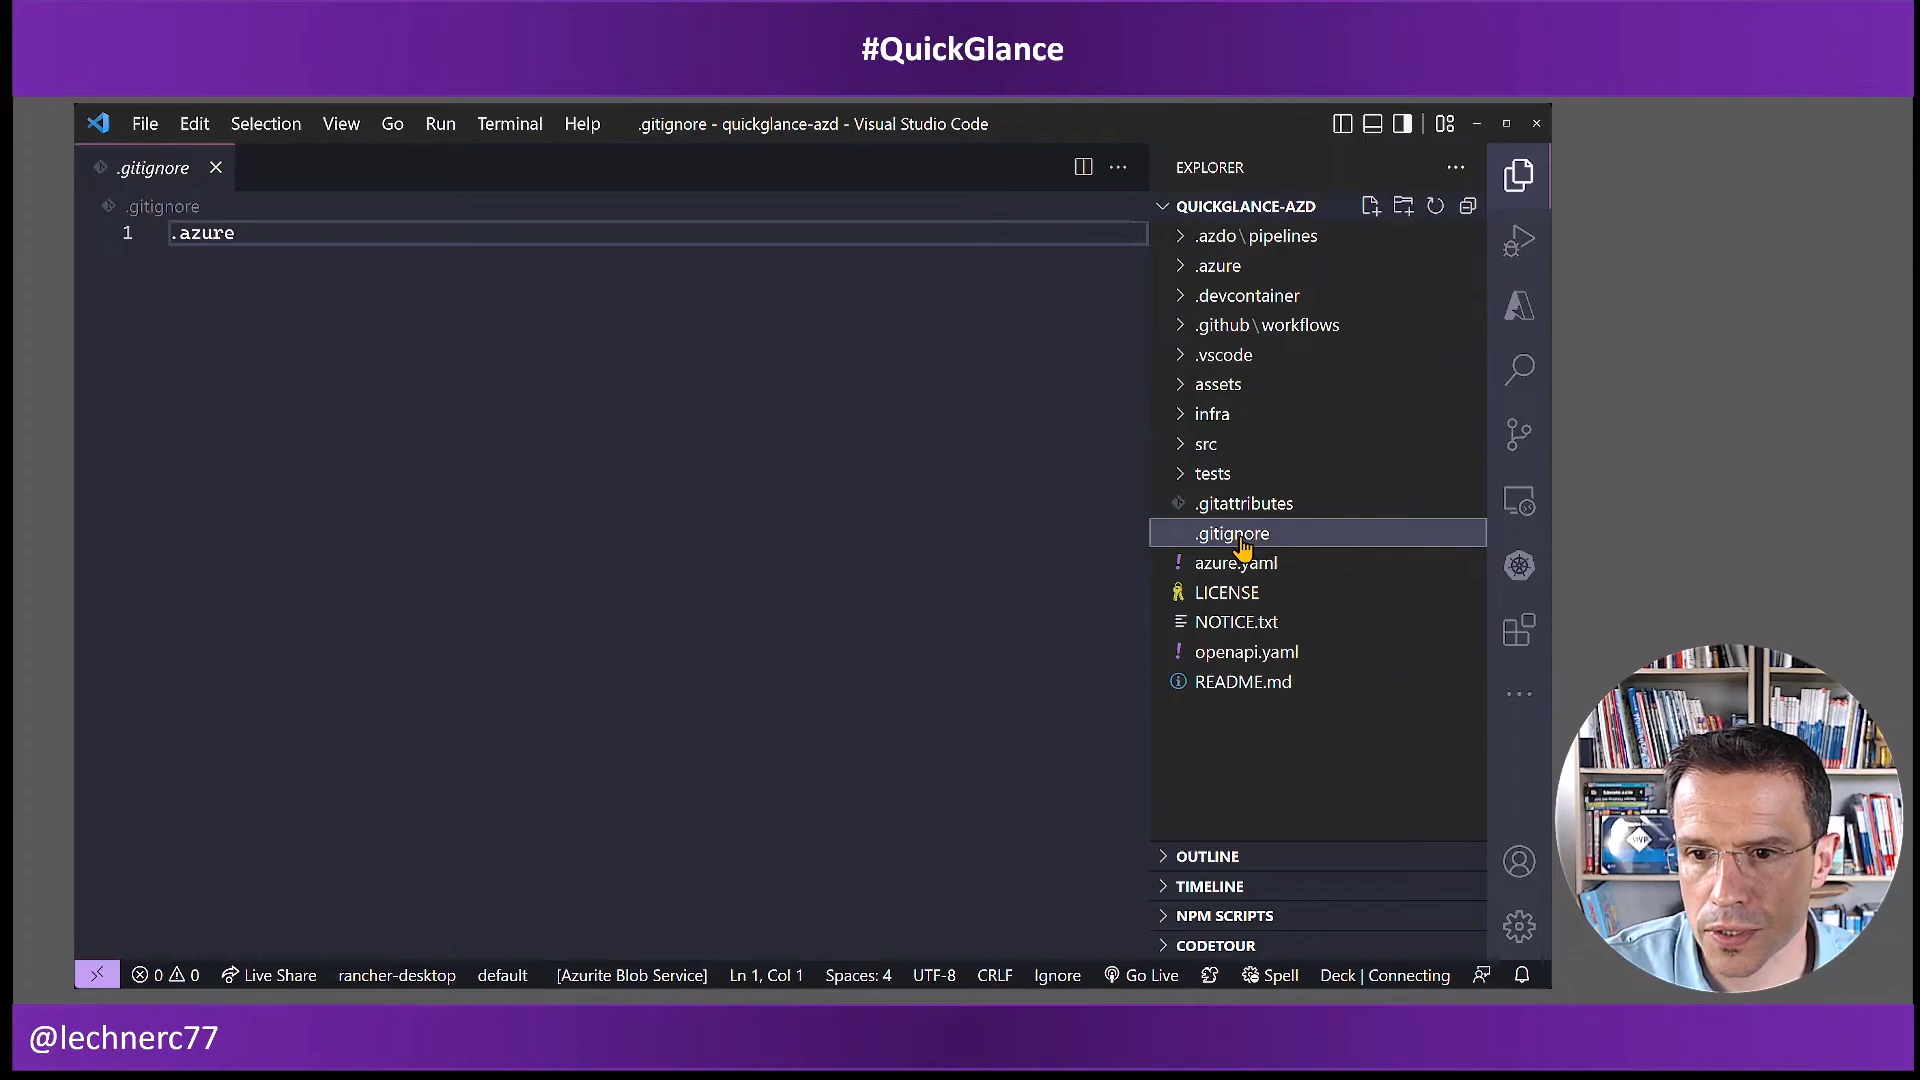 #QuickGlance
File Edit Selection View Go Run Terminal Help .gitignore - quickglance-azd - Visual Studio Code
.gitignore
.gitignore
1 .azure
EXPLORER
QUICKGLANCE-AZD
.azdo\pipelines
.azure
.devcontainer
.github\workflows
.vscode
assets
infra
src
tests
.gitattributes
.gitignore
azure.yaml
LICENSE
NOTICE.txt
openapi.yaml
README.md
OUTLINE
TIMELINE
NPM SCRIPTS
CODETOUR
0 0 Live Share rancher-desktop default [Azurite Blob Service] Ln 1, Col 1 Spaces: 4 UTF-8 CRLF Ignore Go Live Spell Deck | Connecting
MVP
@lechnerc77